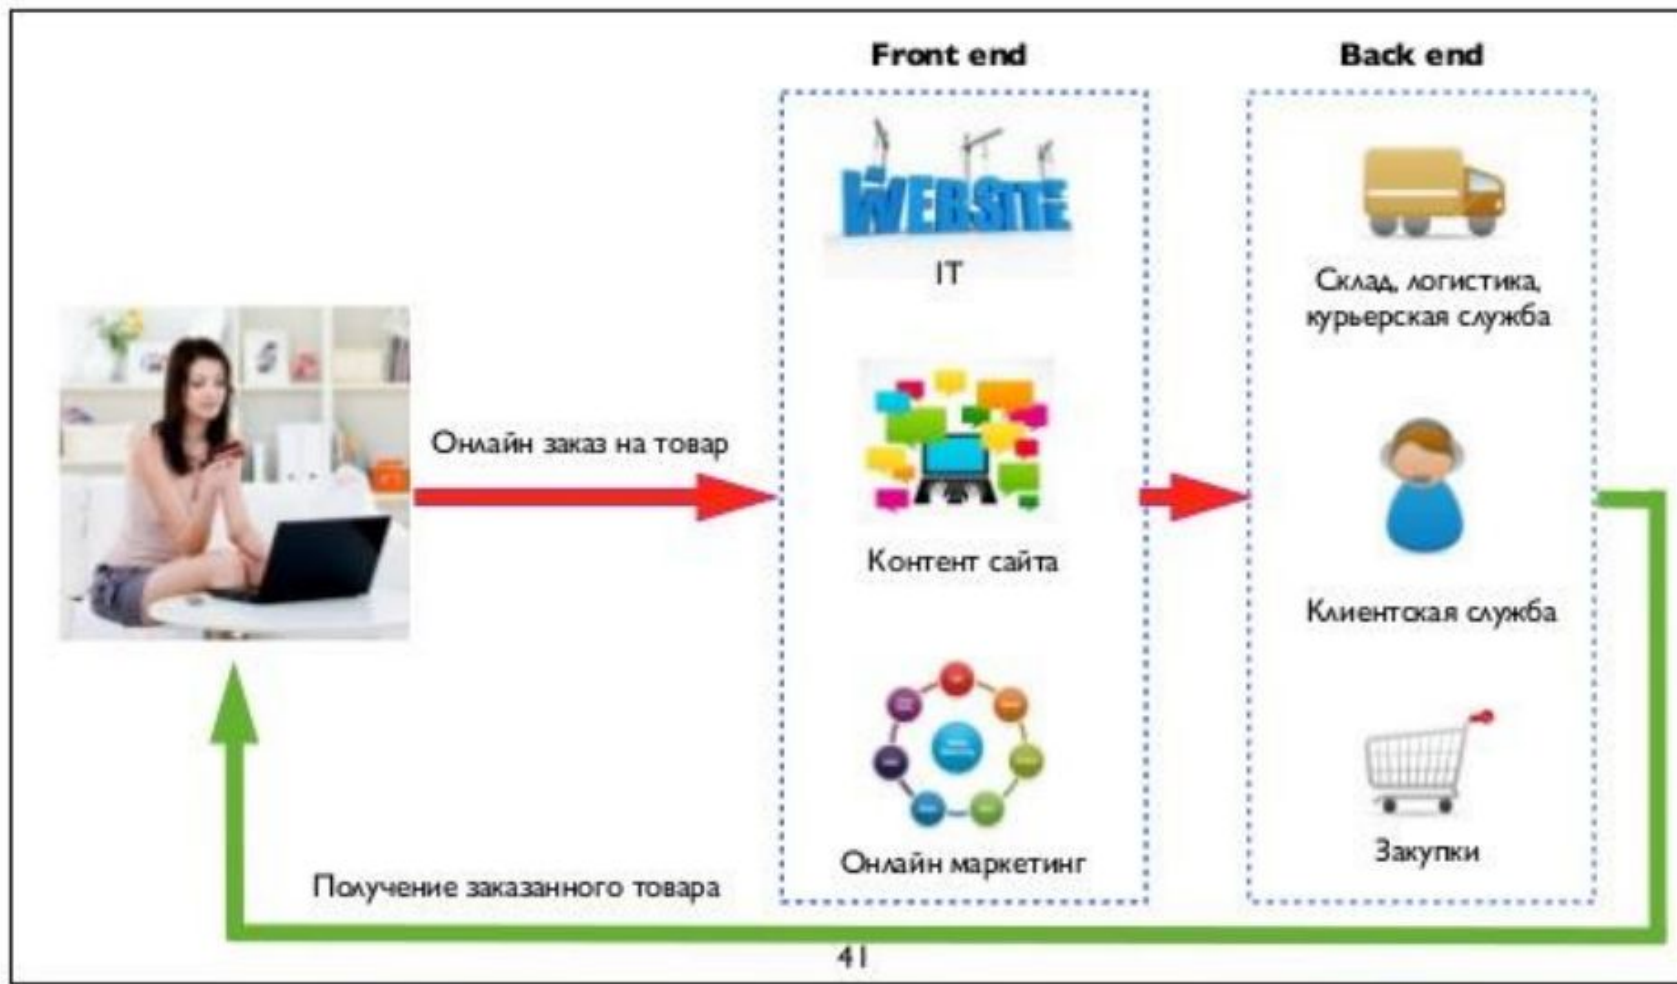 Front end
Back end
WEBSITE
IT
Склад, логистика,
курьерская служба
Онлайн заказ на товар
Контент сайта
Клиентская служба
Онлайн маркетинг
Закупки
Получение заказанного товара
41